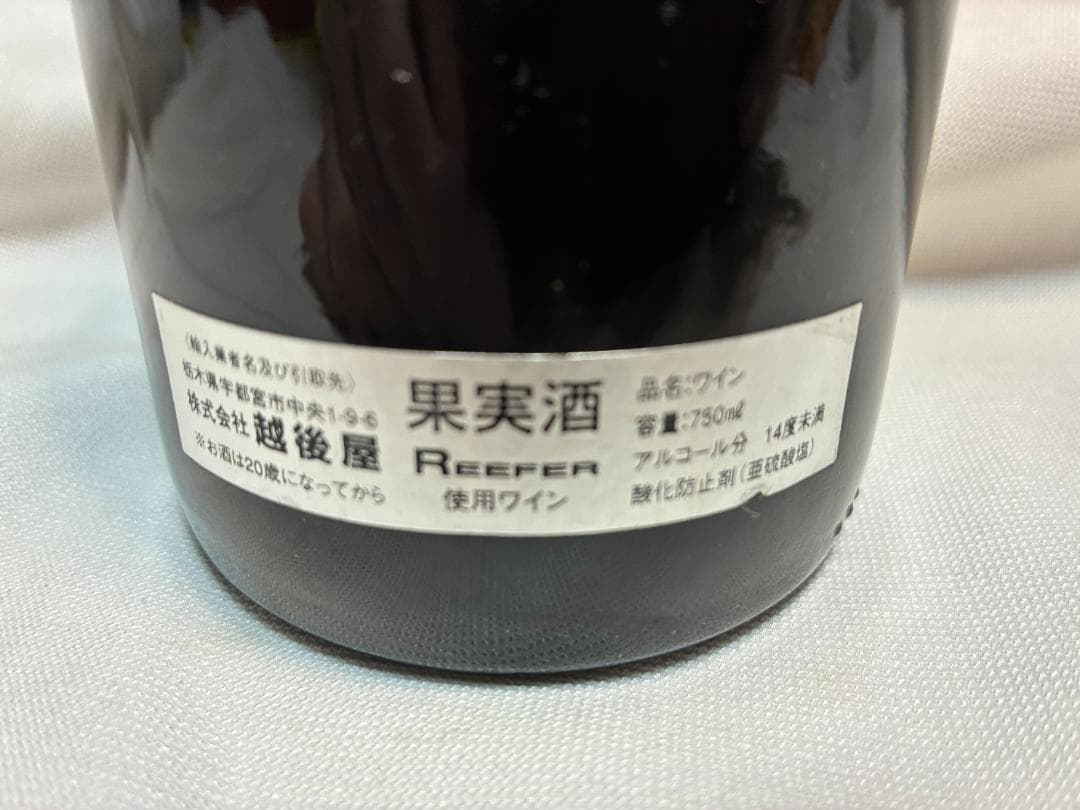 (輸入業者名及び引取先)
栃木県宇都宮市中央1-9-6
株式会社 越後屋
※お酒は20歳になってから
果実酒
REEFER
使用ワイン
品名:ワイン
容量:750mℓ
アルコール分 14度未満
酸化防止剤(亜硫酸塩)